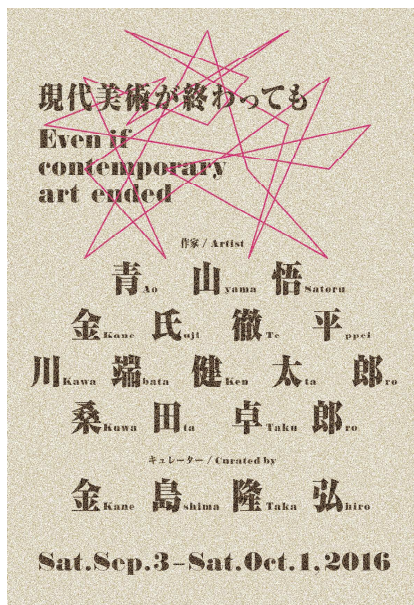 現代美術が終わっても
Even if
contemporary
art ended
作家 / Artist
青Ao 山yama 悟Satoru
金Kane 氏uji 徹Te 平ppei
川Kawa 端bata 健Ken 太ta 郎ro
桑Kuwa 田ta 卓Taku 郎ro
キュレーター / Curated by
金Kane 島shima 隆Taka 弘hiro
Sat.Sep.3–Sat.Oct.1, 2016